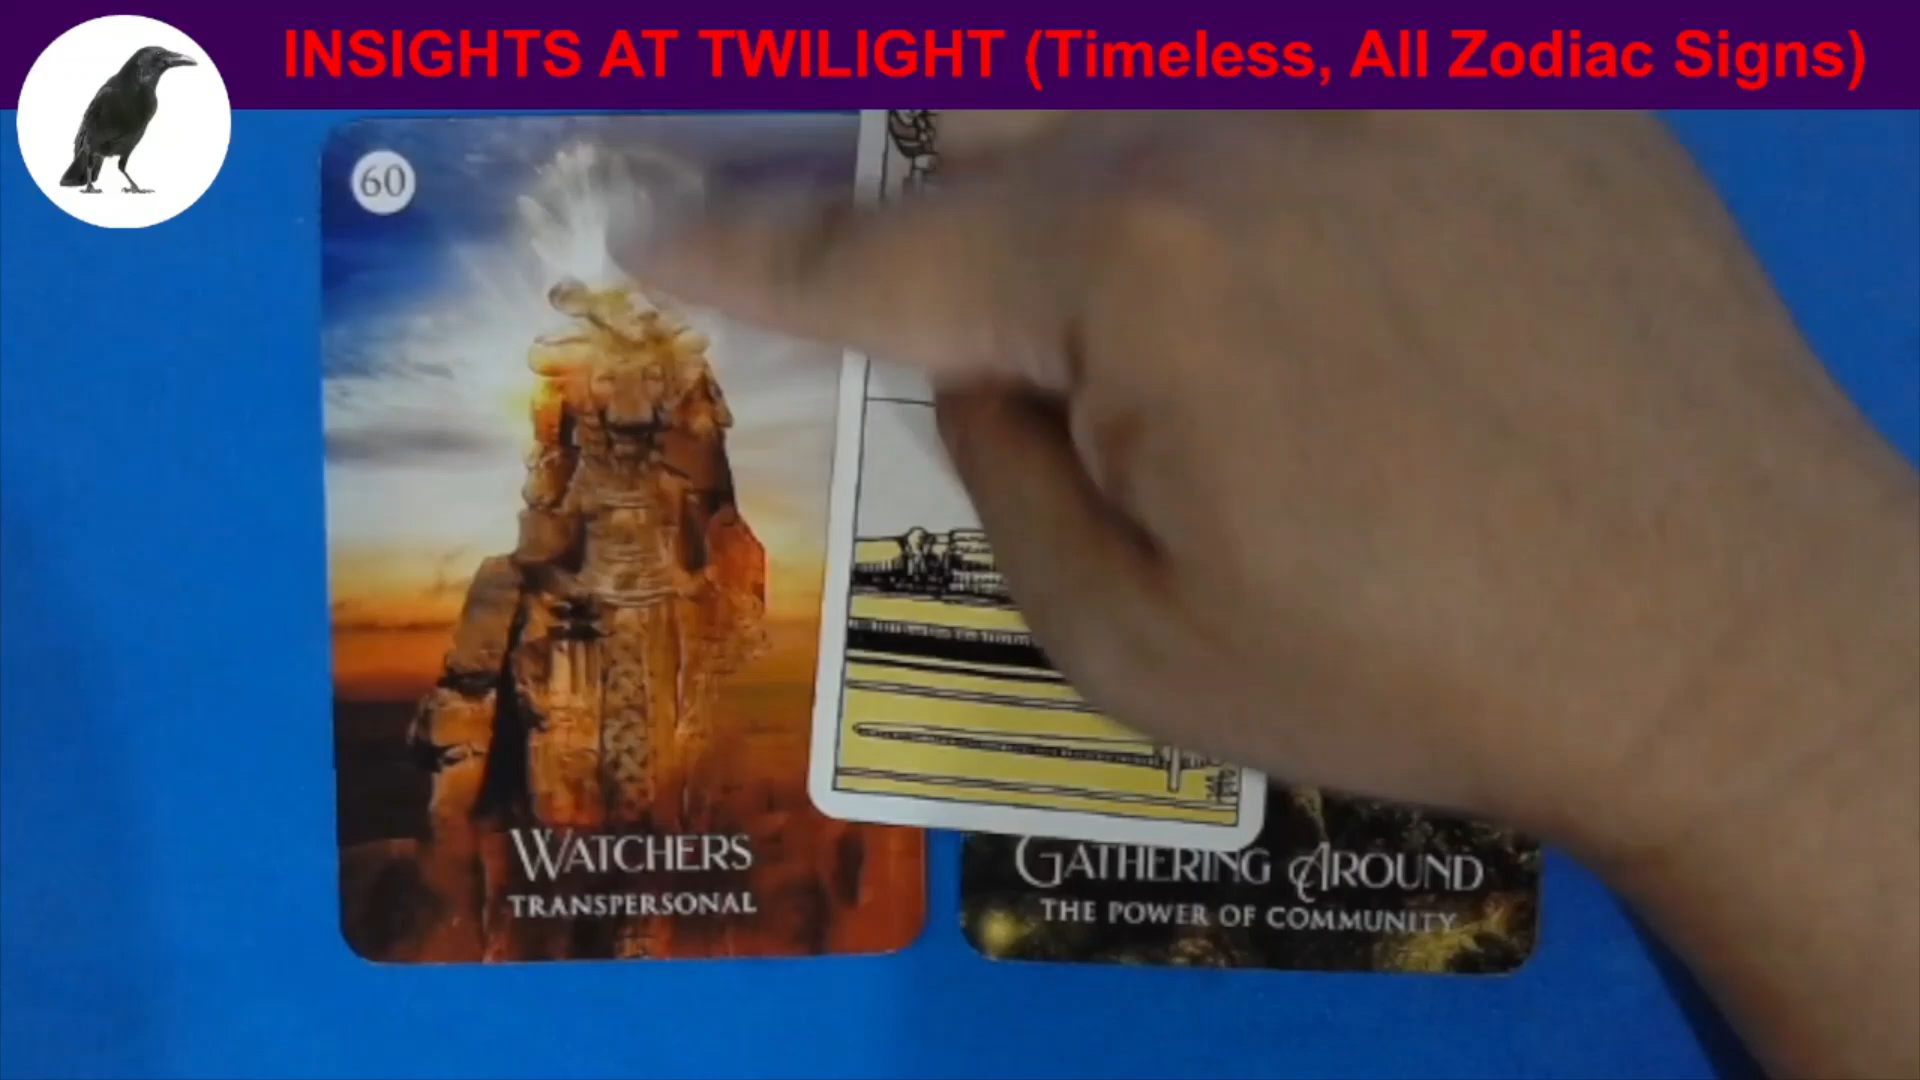 INSIGHTS AT TWILIGHT (Timeless, All Zodiac Signs)
60
WATCHERS
TRANSPERSONAL
GATHERING AROUND
THE POWER OF COMMUNITY